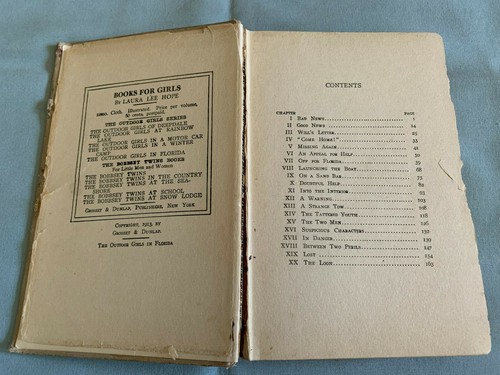 BOOKS FOR GIRLS
By LAURA LEE HOPE
12mo. Cloth. Illustrated. Price per volume,
50 cents, postpaid.
THE OUTDOOR GIRLS SERIES
THE OUTDOOR GIRLS OF DEEPDALE
THE OUTDOOR GIRLS AT RAINBOW
LAKE
THE OUTDOOR GIRLS IN A MOTOR CAR
THE OUTDOOR GIRLS IN A WINTER
CAMP
THE OUTDOOR GIRLS IN FLORIDA
THE BOBBSEY TWINS BOOKS
For Little Men and Women
THE BOBBSEY TWINS
THE BOBBSEY TWINS IN THE COUNTRY
THE BOBBSEY TWINS AT THE SEA-
SHORE
THE BOBBSEY TWINS AT SCHOOL
THE BOBBSEY TWINS AT SNOW LODGE
GROSSET & DUNLAP, PUBLISHERS, NEW YORK
COPYRIGHT, 1913, BY
GROSSET & DUNLAP.
THE OUTDOOR GIRLS IN FLORIDA
CONTENTS
CHAPTER PAGE
I BAD NEWS 1
II GOOD NEWS 14
III WILL'S LETTER 25
IV "COME HOME!" 33
V MISSING AGAIN
VI AN APPEAL FOR HELP 50
VII OFF FOR FLORIDA 59
VIII LAUNCHING THE BOAT 68
IX ON A SAND BAR 75
X DOUBTFUL HELP
XI INTO THE INTERIOR
XII A WARNING 103
XIII A STRANGE TOW 108
XIV THE TATTERED YOUTH 118
XV THE TWO MEN 126
XVI SUSPICIOUS CHARACTERS 132
XVII IN DANGER 139
XVIII BETWEEN TWO PERILS 147
XIX LOST 154
XX THE LOON 163